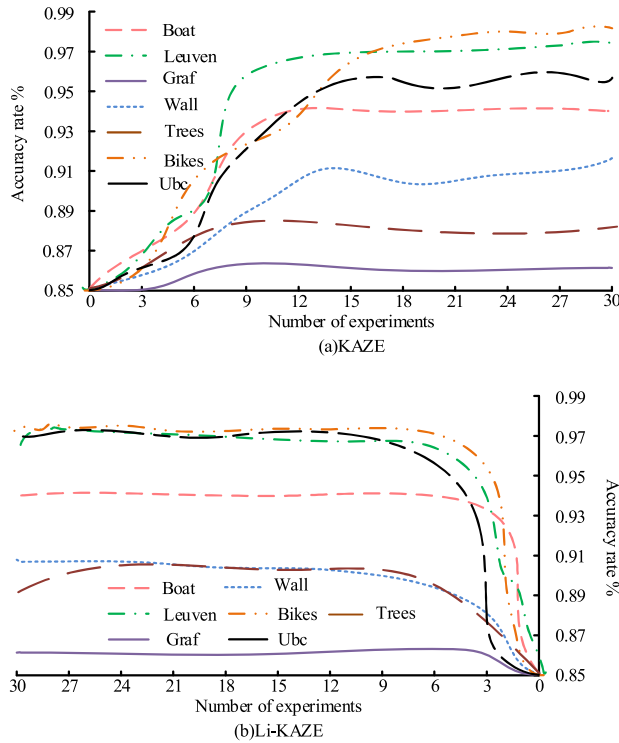 0.99
0.97
0.95
0.93
0.91
0.89
0.87
0.85
Accuracy rate %
Boat
Leuven
Graf
Wall
Trees
Bikes
Ubc
0 3 6 9 12 15 18 21 24 27 30
Number of experiments
(a)KAZE
0.99
0.97
0.95
0.93
0.91
0.89
0.87
0.85
Accuracy rate %
Boat Wall
Leuven Bikes Trees
Graf Ubc
30 27 24 21 18 15 12 9 6 3 0
Number of experiments
(b)Li-KAZE